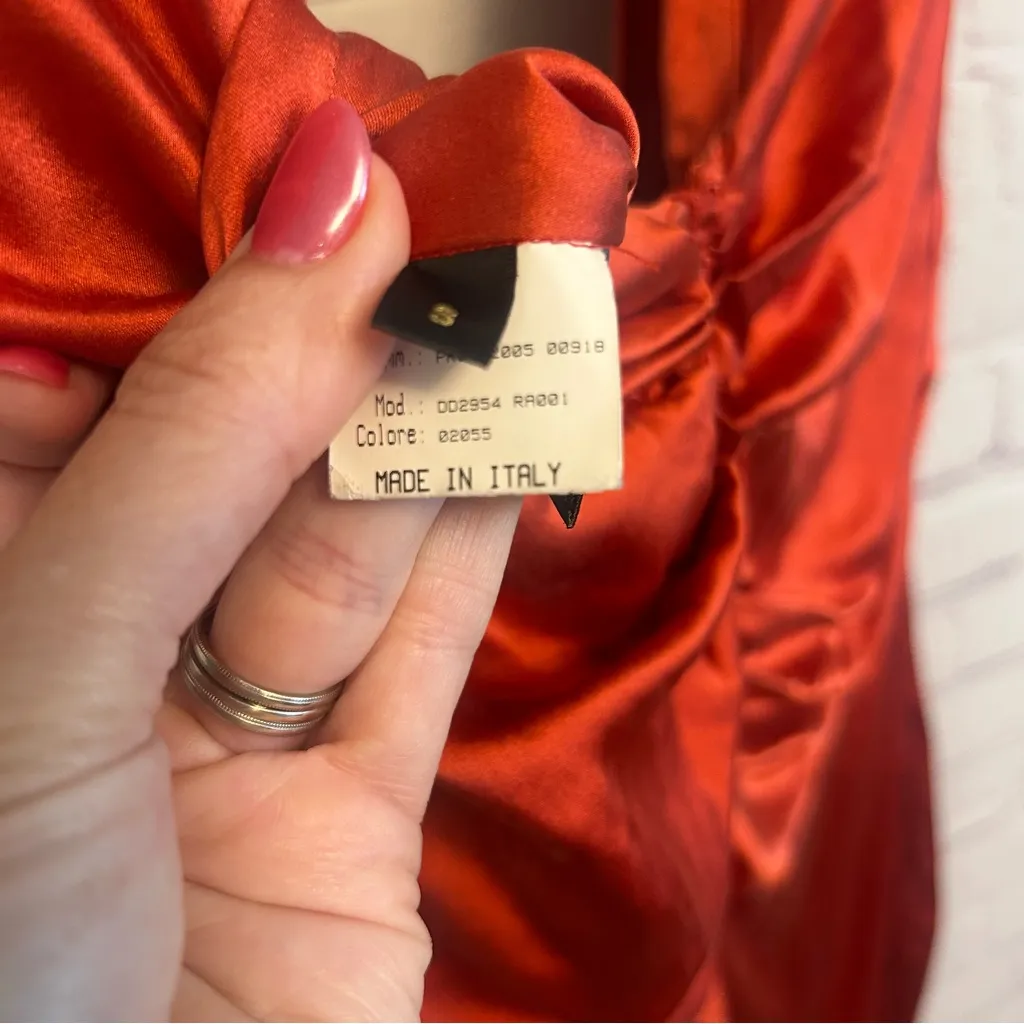 S
2005 00918
Mod.: DD2954 RA001
Colore: 02055
MADE IN ITALY